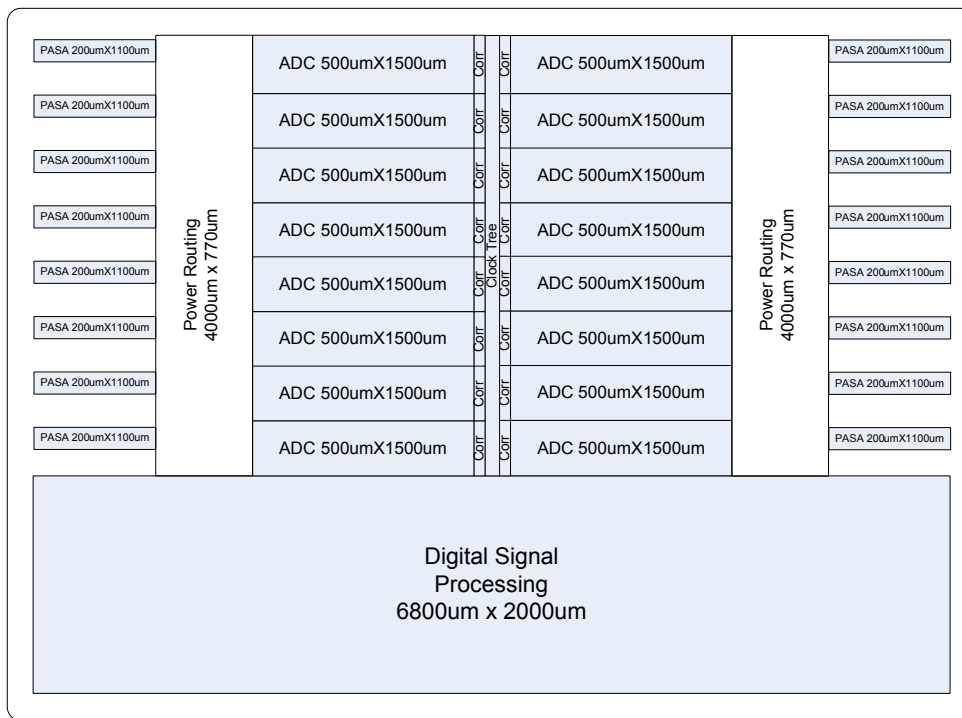 PASA 200umX1100um
ADC 500umX1500um
Corr
Corr
ADC 500umX1500um
PASA 200umX1100um
PASA 200umX1100um
ADC 500umX1500um
Corr
Corr
ADC 500umX1500um
PASA 200umX1100um
PASA 200umX1100um
ADC 500umX1500um
Corr
Corr
ADC 500umX1500um
PASA 200umX1100um
PASA 200umX1100um
ADC 500umX1500um
Corr
Corr
ADC 500umX1500um
PASA 200umX1100um
Power Routing
4000um x 770um
Clock Tree
Power Routing
4000um x 770um
PASA 200umX1100um
ADC 500umX1500um
Corr
Corr
ADC 500umX1500um
PASA 200umX1100um
PASA 200umX1100um
ADC 500umX1500um
Corr
Corr
ADC 500umX1500um
PASA 200umX1100um
PASA 200umX1100um
ADC 500umX1500um
Corr
Corr
ADC 500umX1500um
PASA 200umX1100um
PASA 200umX1100um
ADC 500umX1500um
Corr
Corr
ADC 500umX1500um
PASA 200umX1100um
Digital Signal
Processing
6800um x 2000um